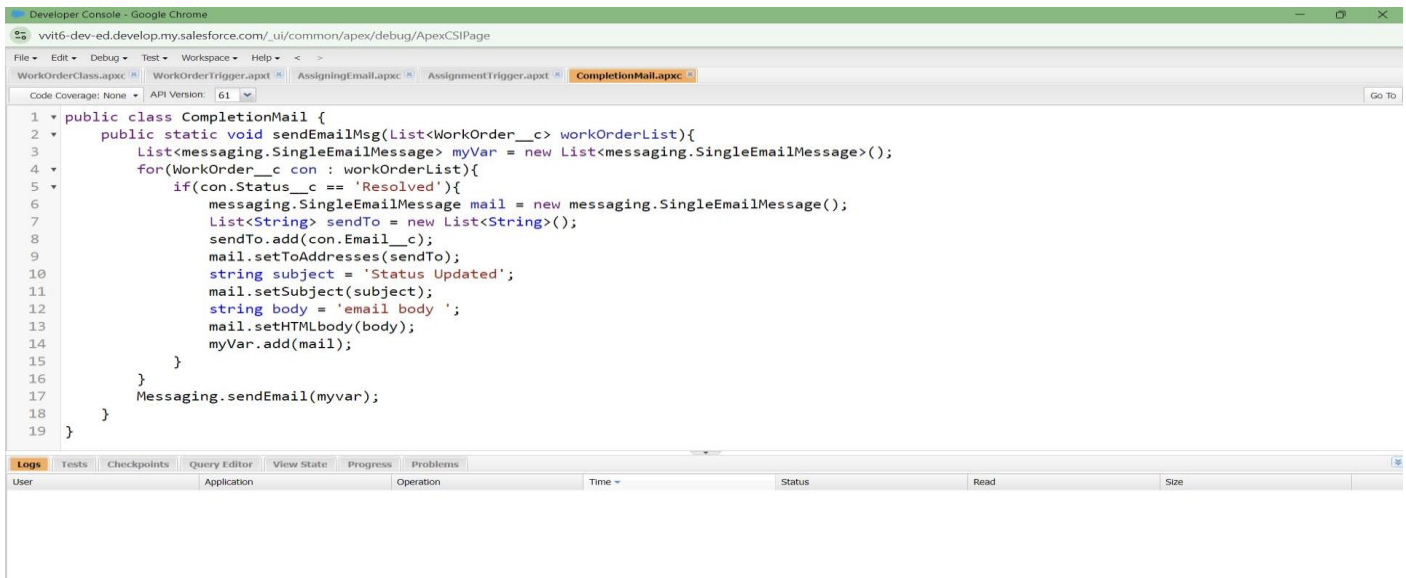 Developer Console - Google Chrome
vvit6-dev-ed.develop.my.salesforce.com/_ui/common/apex/debug/ApexCSIPage
File Edit Debug Test Workspace Help < >
WorkOrderClass.apxc WorkOrderTrigger.apxt AssigningEmail.apxc AssignmentTrigger.apxt CompletionMail.apxc
Code Coverage: None API Version: 61 Go To
1 public class CompletionMail {
2 public static void sendEmailMsg(List<WorkOrder__c> workOrderList){
3 List<messaging.SingleEmailMessage> myVar = new List<messaging.SingleEmailMessage>();
4 for(WorkOrder__c con : workOrderList){
5 if(con.Status__c == 'Resolved'){
6 messaging.SingleEmailMessage mail = new messaging.SingleEmailMessage();
7 List<String> sendTo = new List<String>();
8 sendTo.add(con.Email__c);
9 mail.setToAddresses(sendTo);
10 string subject = 'Status Updated';
11 mail.setSubject(subject);
12 string body = 'email body ';
13 mail.setHTMLbody(body);
14 myVar.add(mail);
15 }
16 }
17 Messaging.sendEmail(myvar);
18 }
19 }
Logs Tests Checkpoints Query Editor View State Progress Problems
User Application Operation Time Status Read Size